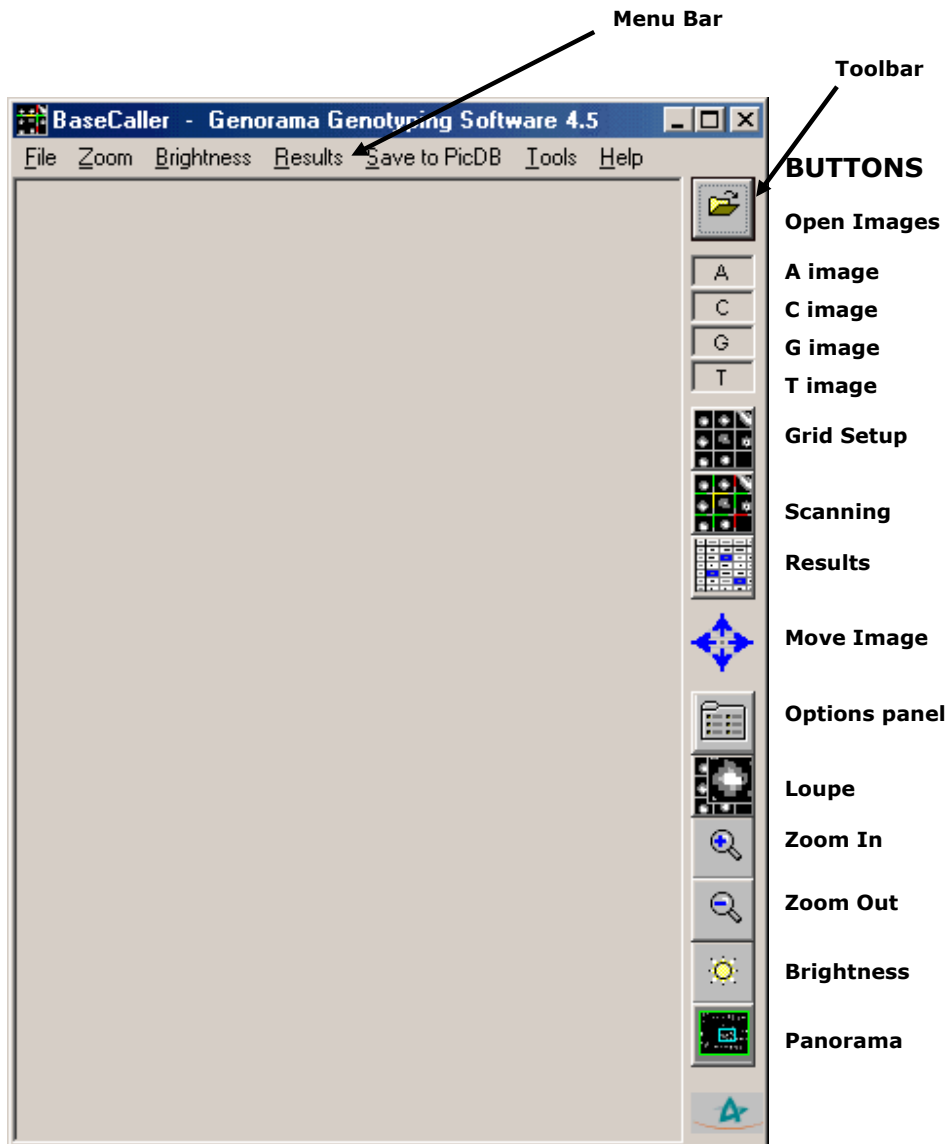 Menu Bar
Toolbar
BaseCaller - Genorama Genotyping Software 4.5
File Zoom Brightness Results Save to PicDB Tools Help
BUTTONS
Open Images
A A image
C C image
G G image
T T image
Grid Setup
Scanning
Results
Move Image
Options panel
Loupe
Zoom In
Zoom Out
Brightness
Panorama